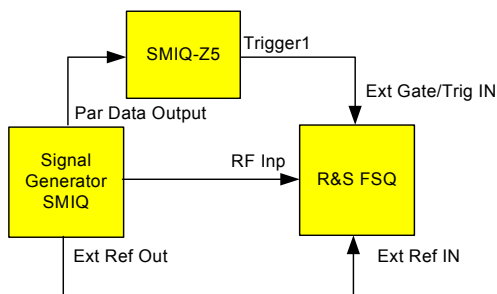 SMIQ-Z5
Trigger1
Par Data Output
Ext Gate/Trig IN
Signal
Generator
SMIQ
RF Inp
R&S FSQ
Ext Ref Out
Ext Ref IN